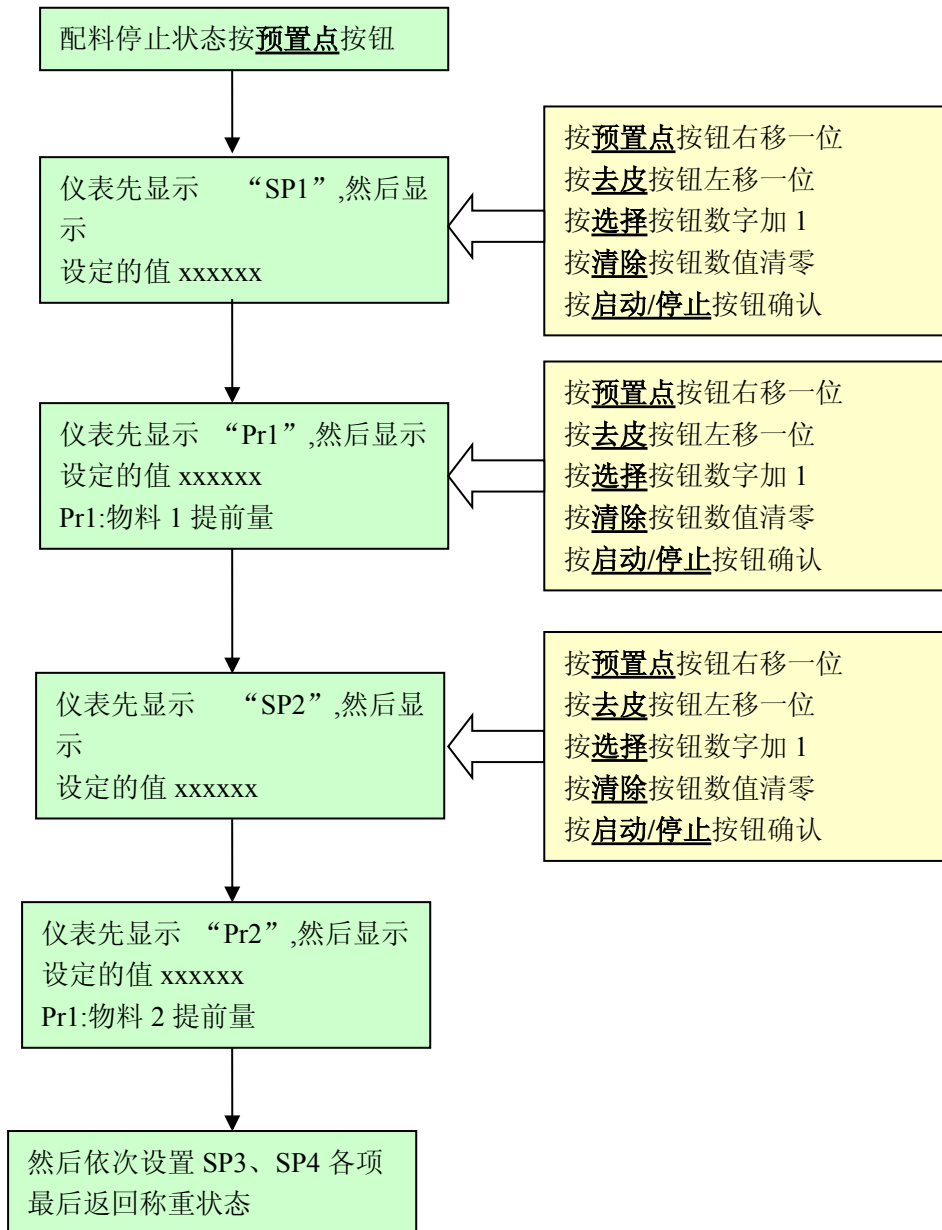 配料停止状态按预置点按钮
仪表先显示 “SP1”,然后显
示
设定的值 xxxxxx
按预置点按钮右移一位
按去皮按钮左移一位
按选择按钮数字加 1
按清除按钮数值清零
按启动/停止按钮确认
仪表先显示 “Pr1”,然后显示
设定的值 xxxxxx
Pr1:物料 1 提前量
按预置点按钮右移一位
按去皮按钮左移一位
按选择按钮数字加 1
按清除按钮数值清零
按启动/停止按钮确认
仪表先显示 “SP2”,然后显
示
设定的值 xxxxxx
按预置点按钮右移一位
按去皮按钮左移一位
按选择按钮数字加 1
按清除按钮数值清零
按启动/停止按钮确认
仪表先显示 “Pr2”,然后显示
设定的值 xxxxxx
Pr1:物料 2 提前量
然后依次设置 SP3、SP4 各项
最后返回称重状态